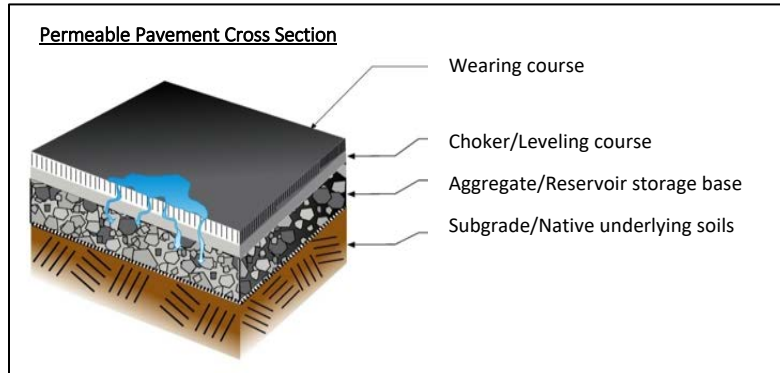 Permeable Pavement Cross Section
Wearing course
Choker/Leveling course
Aggregate/Reservoir storage base
Subgrade/Native underlying soils